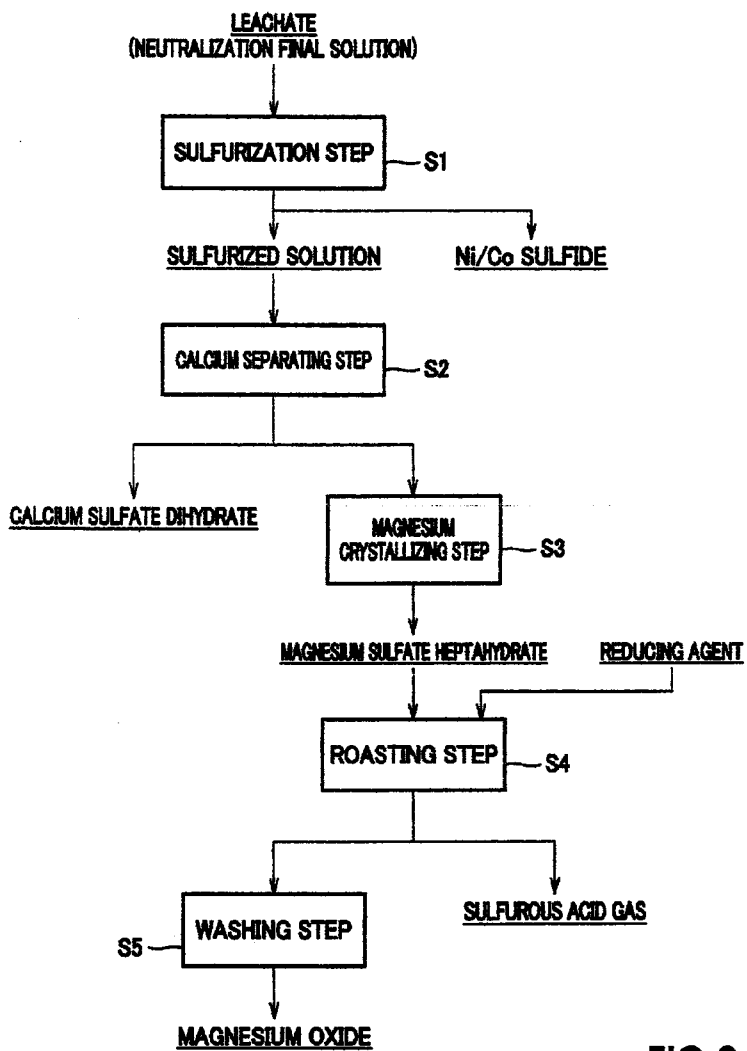 LEACHATE
(NEUTRALIZATION FINAL SOLUTION)
SULFURIZATION STEP
S1
SULFURIZED SOLUTION
Ni/Co SULFIDE
CALCIUM SEPARATING STEP
S2
CALCIUM SULFATE DIHYDRATE
MAGNESIUM
CRYSTALLIZING STEP
S3
MAGNESIUM SULFATE HEPTAHYDRATE
REDUCING AGENT
ROASTING STEP
S4
SULFUROUS ACID GAS
WASHING STEP
S5
MAGNESIUM OXIDE